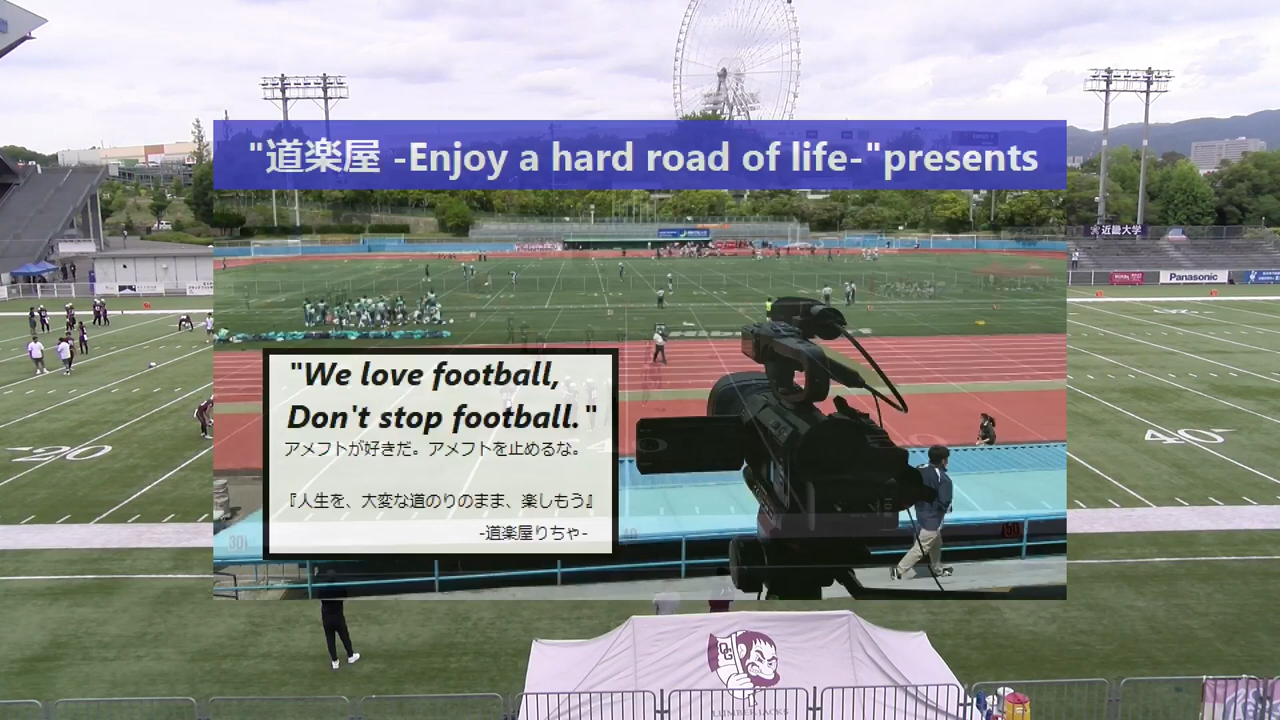 "道楽屋 -Enjoy a hard road of life-"presents
近畿大学
Panasonic
"We love football,
Don't stop football."
アメフトが好きだ。アメフトを止めるな。
『人生を、大変な道のりのまま、楽しもう』
-道楽屋りちゃ-
20
40
30
50
LUMBERJACKS